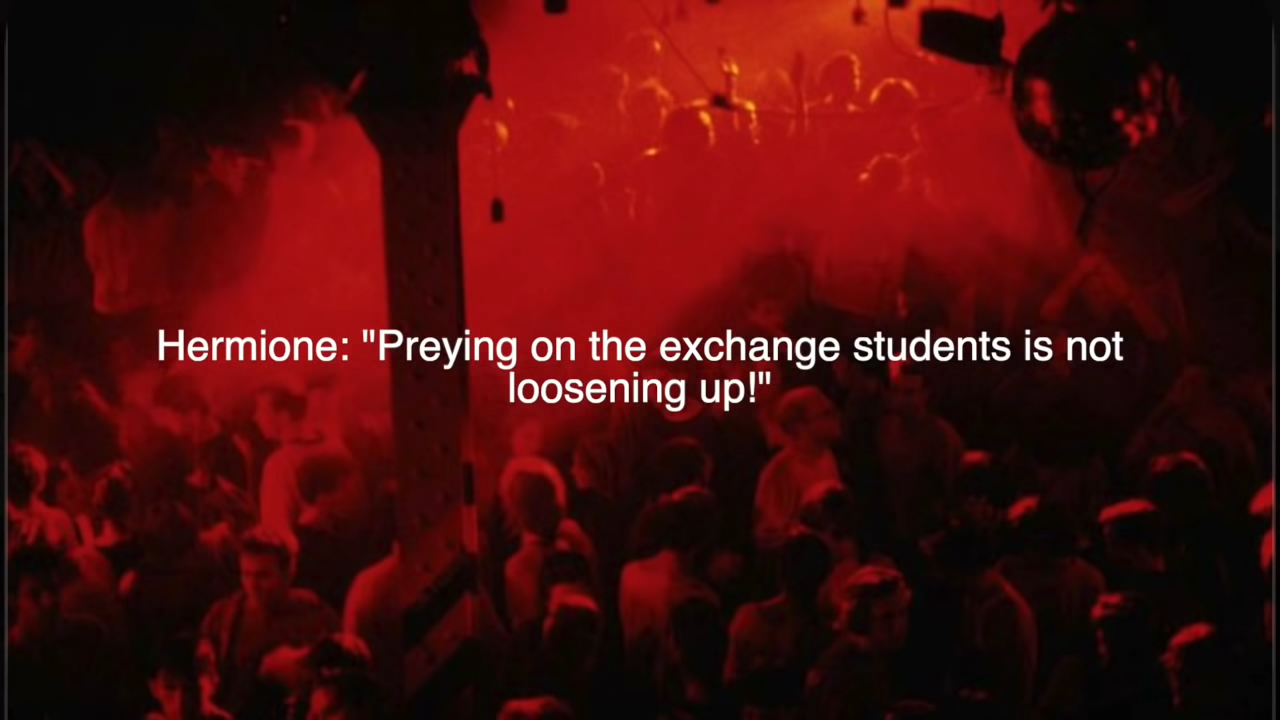 Hermione: "Preying on the exchange students is not
loosening up!"